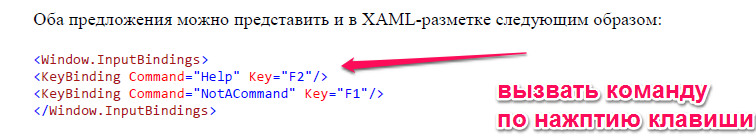 Оба предложения можно представить и в XAML-разметке следующим образом:
<Window.InputBindings>
<KeyBinding Command="Help" Key="F2"/>
<KeyBinding Command="NotACommand" Key="F1"/>
</Window.InputBindings>
вызвать команду
по нажптию клавиши